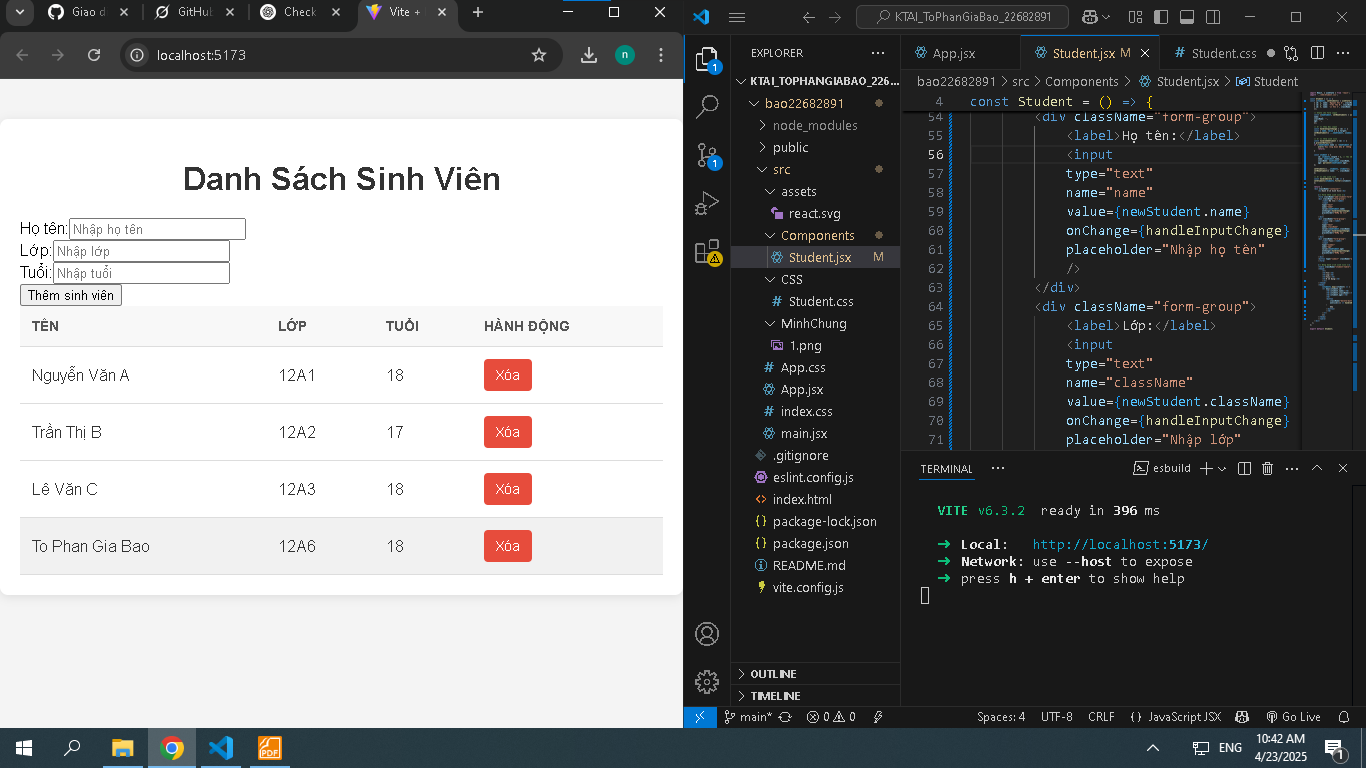 Giao d
GitHub
Check
Vite +
localhost:5173
n
Danh Sách Sinh Viên
Họ tên:
Nhập họ tên
Lớp:
Nhập lớp
Tuổi:
Nhập tuổi
Thêm sinh viên
TÊN LỚP TUỔI HÀNH ĐỘNG
Nguyễn Văn A 12A1 18 Xóa
Trần Thị B 12A2 17 Xóa
Lê Văn C 12A3 18 Xóa
To Phan Gia Bao 12A6 18 Xóa
KTAI_ToPhanGiaBao_22682891
1
1
EXPLORER
KTAI_TOPHANGIABAO_226...
bao22682891
node_modules
public
src
assets
react.svg
Components
Student.jsx M
CSS
Student.css
MinhChung
1.png
App.css
App.jsx
index.css
main.jsx
.gitignore
eslint.config.js
index.html
package-lock.json
package.json
README.md
vite.config.js
OUTLINE
TIMELINE
App.jsx
Student.jsx M
Student.css
bao22682891 > src > Components > Student.jsx > Student
4 const Student = () => {
54 <div className="form-group">
55 <label>Họ tên:</label>
56 <input
57 type="text"
58 name="name"
59 value={newStudent.name}
60 onChange={handleInputChange}
61 placeholder="Nhập họ tên"
62 />
63 </div>
64 <div className="form-group">
65 <label>Lớp:</label>
66 <input
67 type="text"
68 name="className"
69 value={newStudent.className}
70 onChange={handleInputChange}
71 placeholder="Nhập lớp"
TERMINAL
esbuild
VITE v6.3.2 ready in 396 ms
➜ Local: http://localhost:5173/
➜ Network: use --host to expose
➜ press h + enter to show help
main* 0 0
Spaces: 4 UTF-8 CRLF {} JavaScript JSX Go Live
PDF
ENG
10:42 AM
4/23/2025
1